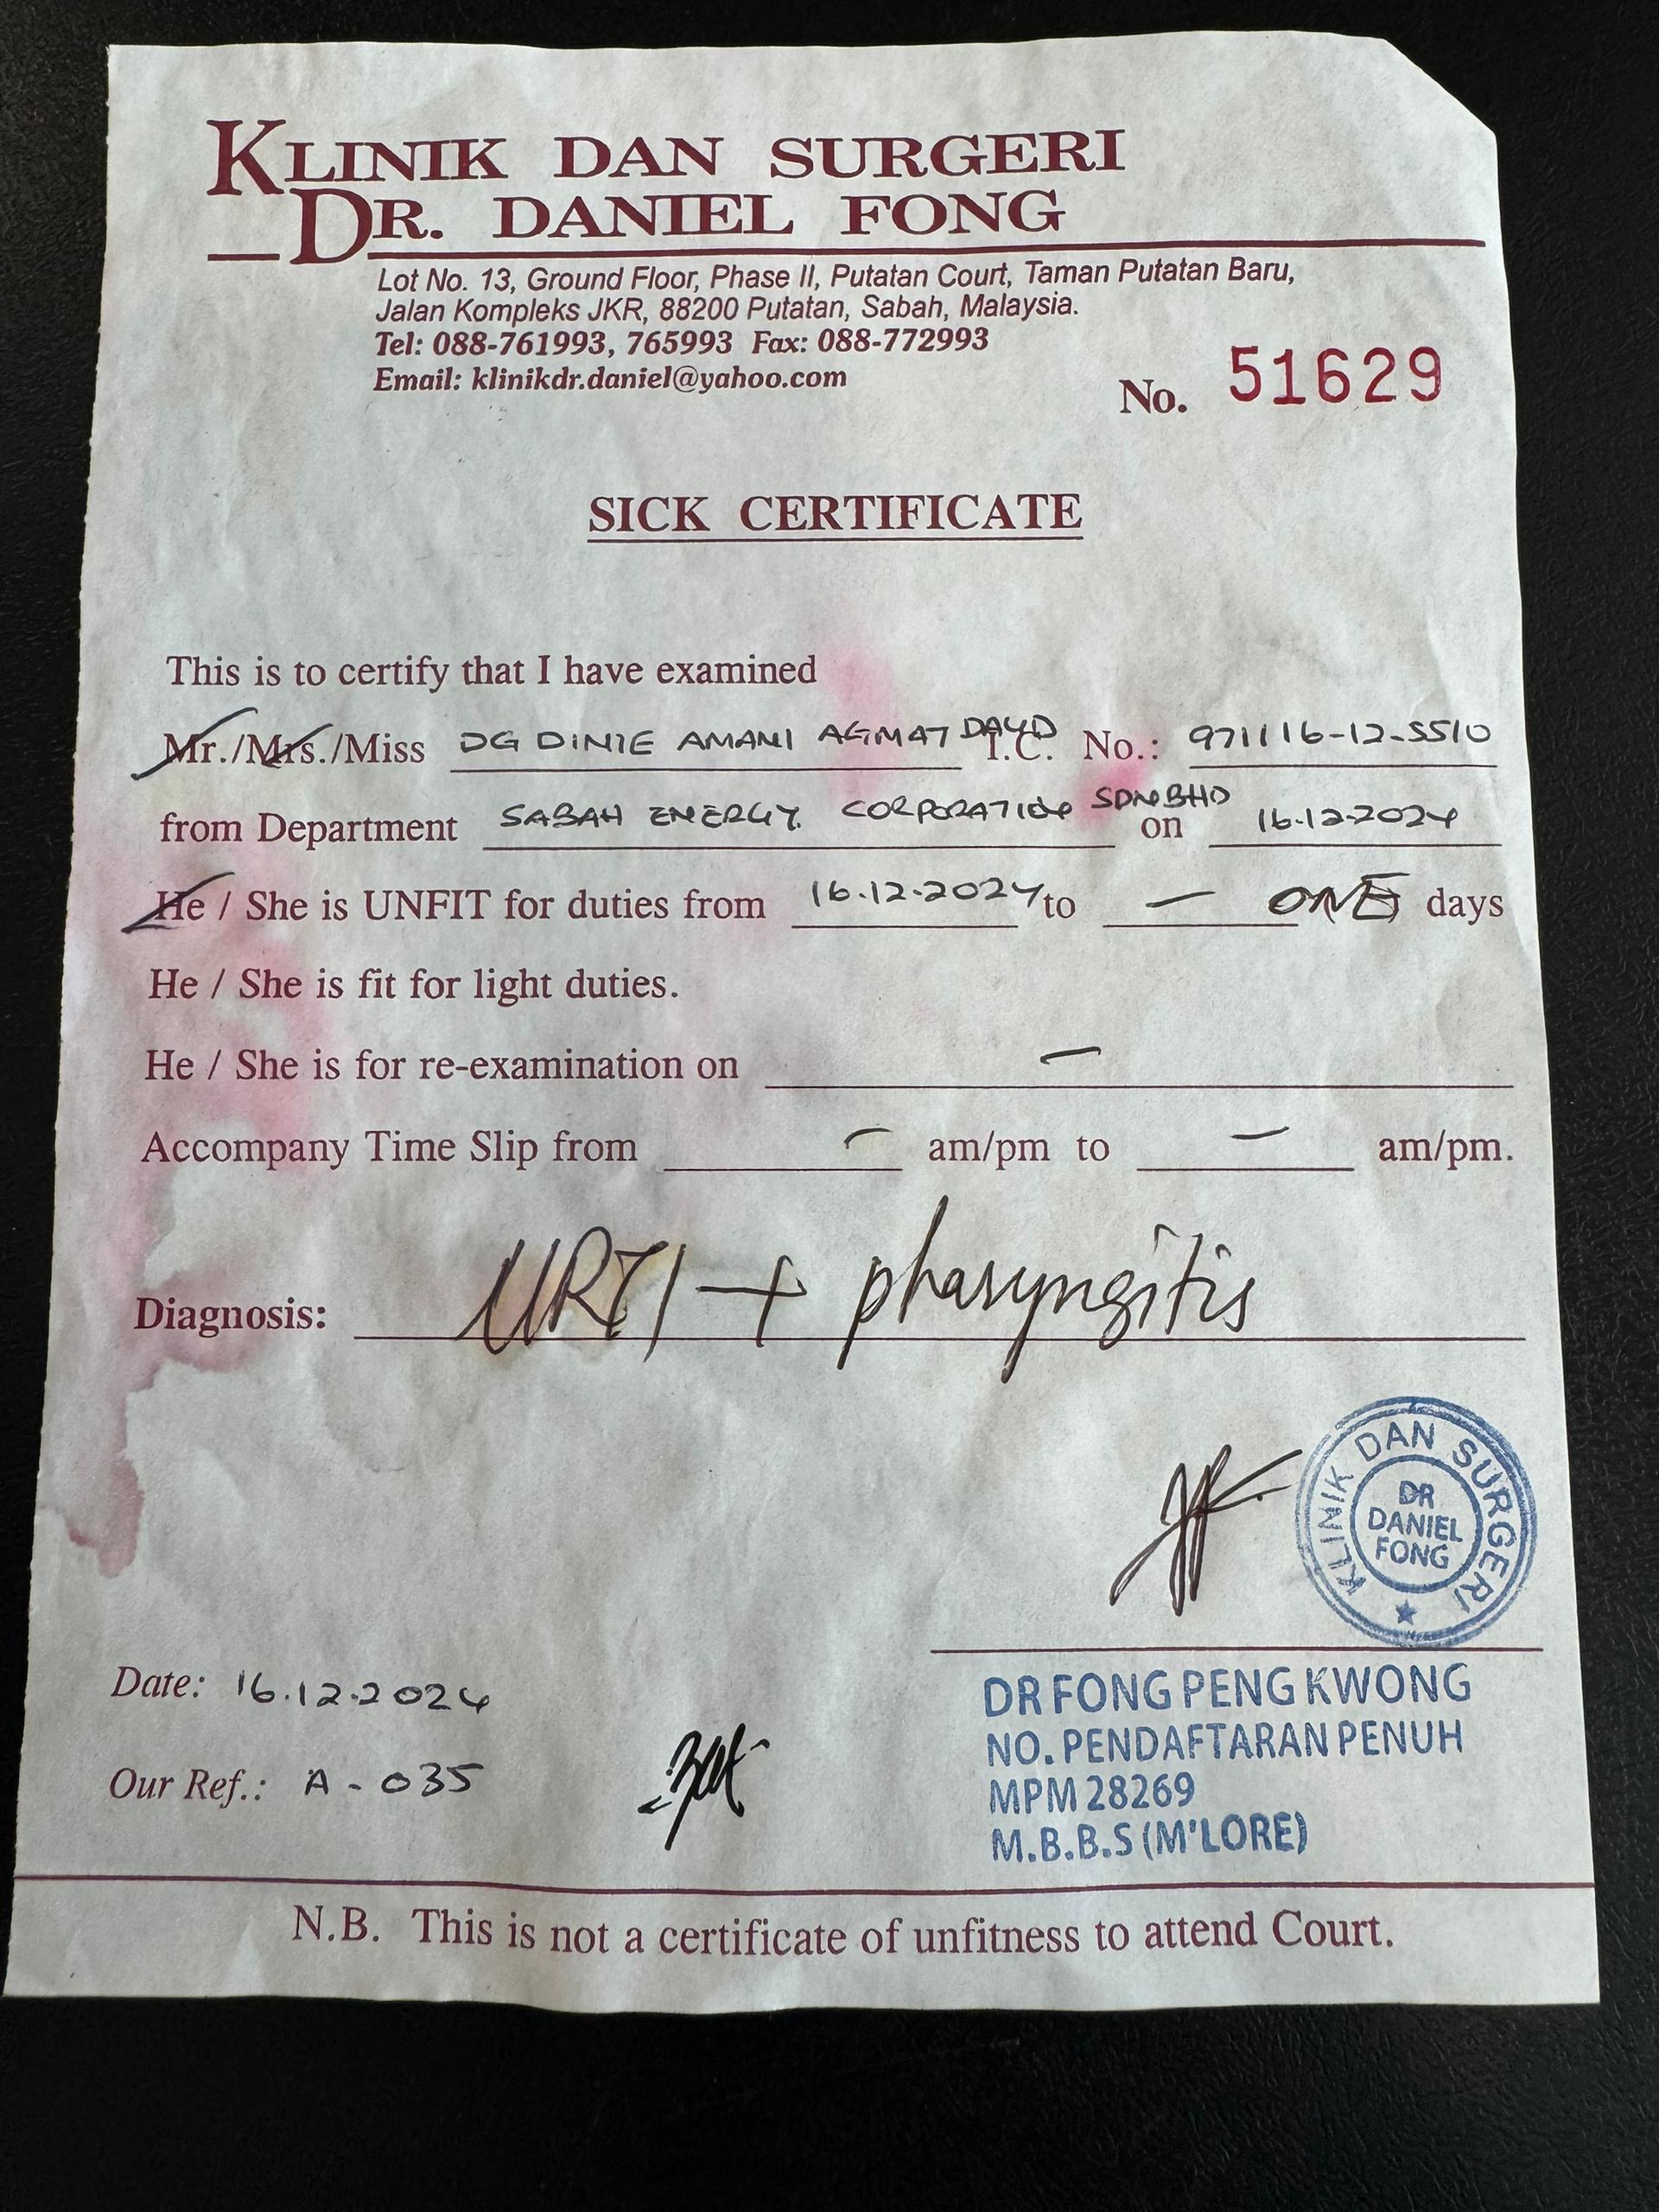 KLINIK DAN SURGERI
DR. DANIEL FONG
Lot No. 13, Ground Floor, Phase II, Putatan Court, Taman Putatan Baru,
Jalan Kompleks JKR, 88200 Putatan, Sabah, Malaysia.
Tel: 088-761993, 765993 Fax: 088-772993
Email: klinikdr.daniel@yahoo.com
No. 51629
SICK CERTIFICATE
This is to certify that I have examined
Mr./Mrs./Miss DG DINIE AMANI AGMAT DAUD I.C. No.: 971116-12-5510
from Department SABAH ENERGY CORPORATION SDN BHD on 16.12.2024
He / She is UNFIT for duties from 16.12.2024 to — ONE days
He / She is fit for light duties.
He / She is for re-examination on —
Accompany Time Slip from — am/pm to — am/pm.
Diagnosis: URTI + pharyngitis
KLINIK DAN SURGERI
DR
DANIEL
FONG
Date: 16.12.2024
Our Ref.: A - 035
DR FONG PENG KWONG
NO. PENDAFTARAN PENUH
MPM 28269
M.B.B.S (M'LORE)
N.B. This is not a certificate of unfitness to attend Court.